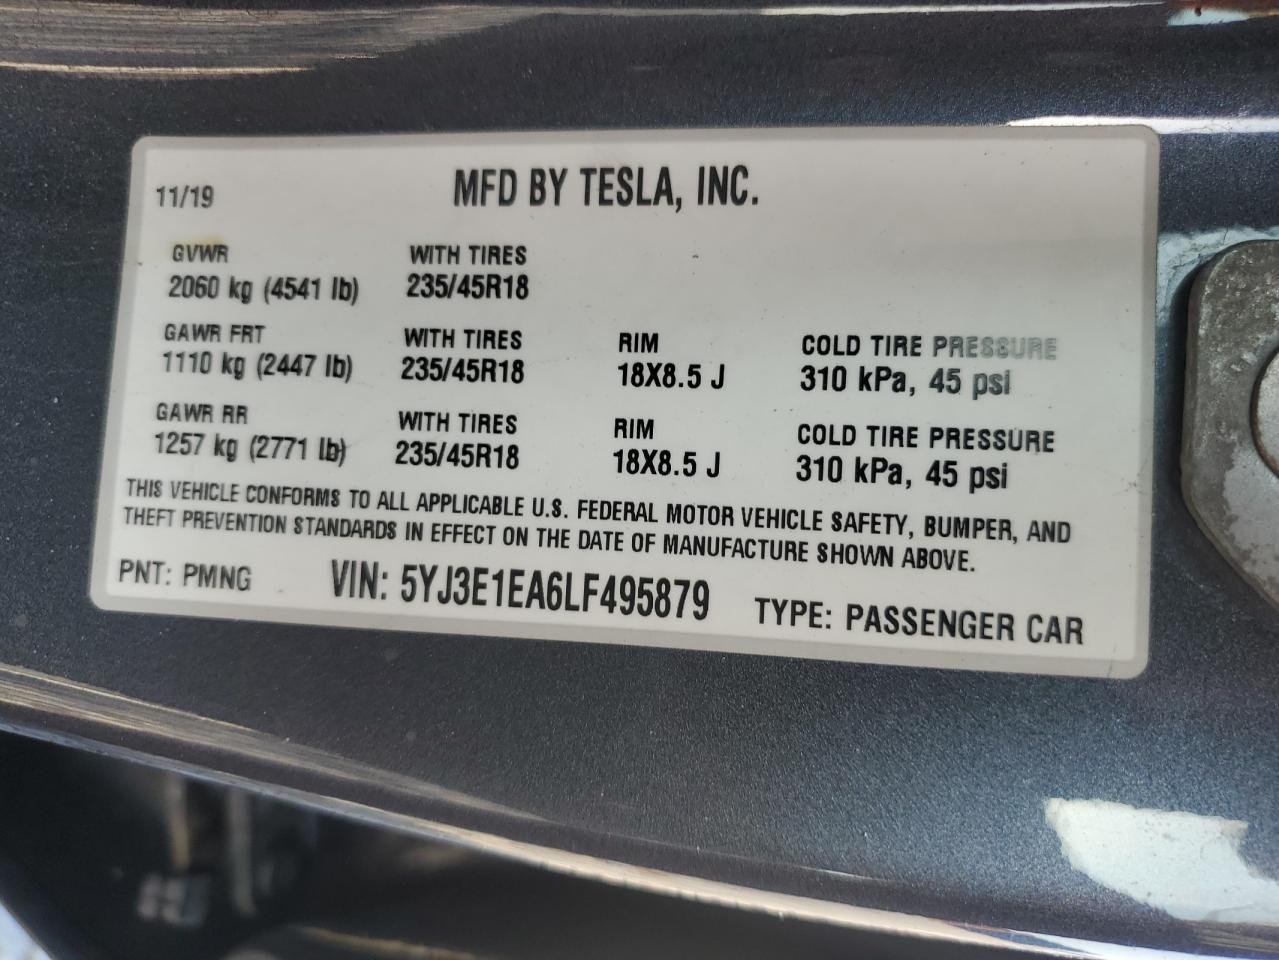 11/19 MFD BY TESLA, INC.
GVWR WITH TIRES
2060 kg (4541 lb) 235/45R18
GAWR FRT WITH TIRES RIM COLD TIRE PRESSURE
1110 kg (2447 lb) 235/45R18 18X8.5 J 310 kPa, 45 psi
GAWR RR WITH TIRES RIM COLD TIRE PRESSURE
1257 kg (2771 lb) 235/45R18 18X8.5 J 310 kPa, 45 psi
THIS VEHICLE CONFORMS TO ALL APPLICABLE U.S. FEDERAL MOTOR VEHICLE SAFETY, BUMPER, AND
THEFT PREVENTION STANDARDS IN EFFECT ON THE DATE OF MANUFACTURE SHOWN ABOVE.
PNT: PMNG VIN: 5YJ3E1EA6LF495879 TYPE: PASSENGER CAR